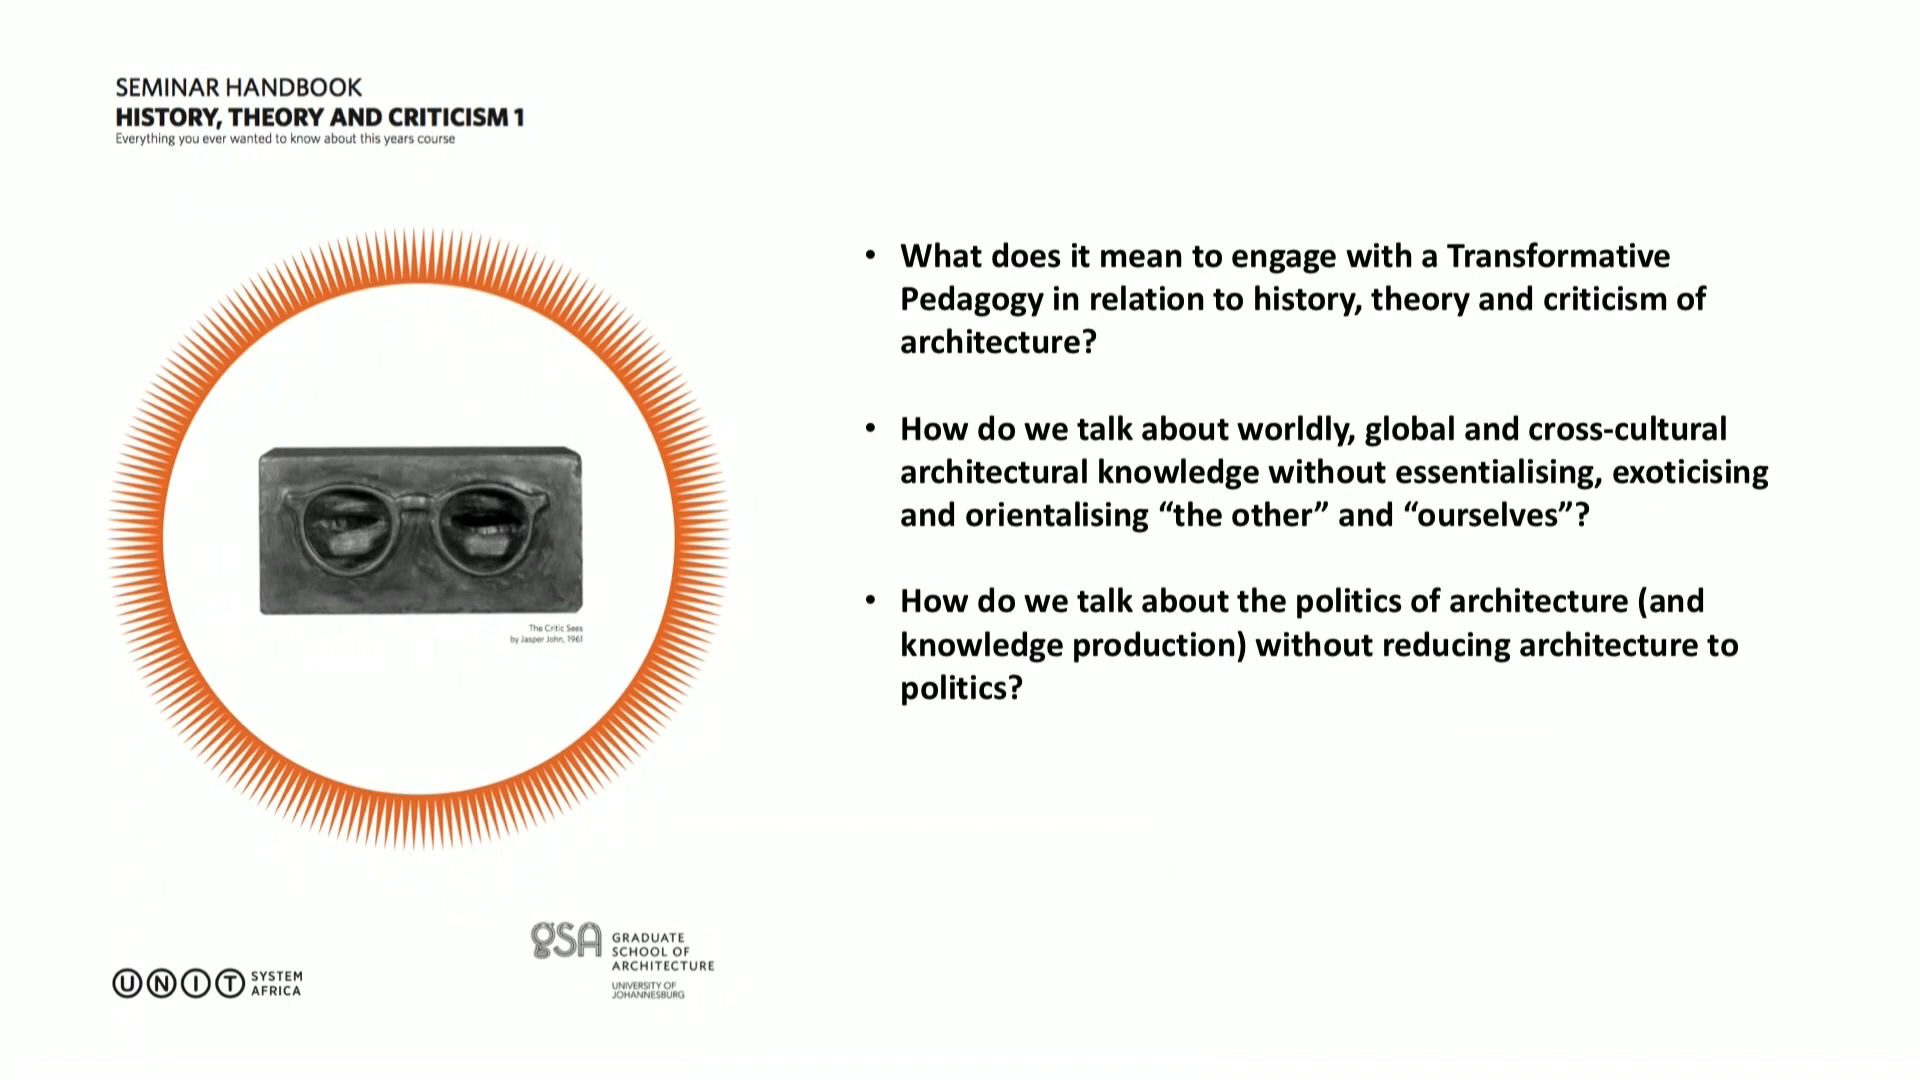 SEMINAR HANDBOOK
HISTORY, THEORY AND CRITICISM 1
Everything you ever wanted to know about this years course
The Critic Sees
by Jasper John, 1961
• What does it mean to engage with a Transformative
Pedagogy in relation to history, theory and criticism of
architecture?
• How do we talk about worldly, global and cross-cultural
architectural knowledge without essentialising, exoticising
and orientalising “the other” and “ourselves”?
• How do we talk about the politics of architecture (and
knowledge production) without reducing architecture to
politics?
UNIT SYSTEM
AFRICA
gSA GRADUATE
SCHOOL OF
ARCHITECTURE
UNIVERSITY OF
JOHANNESBURG